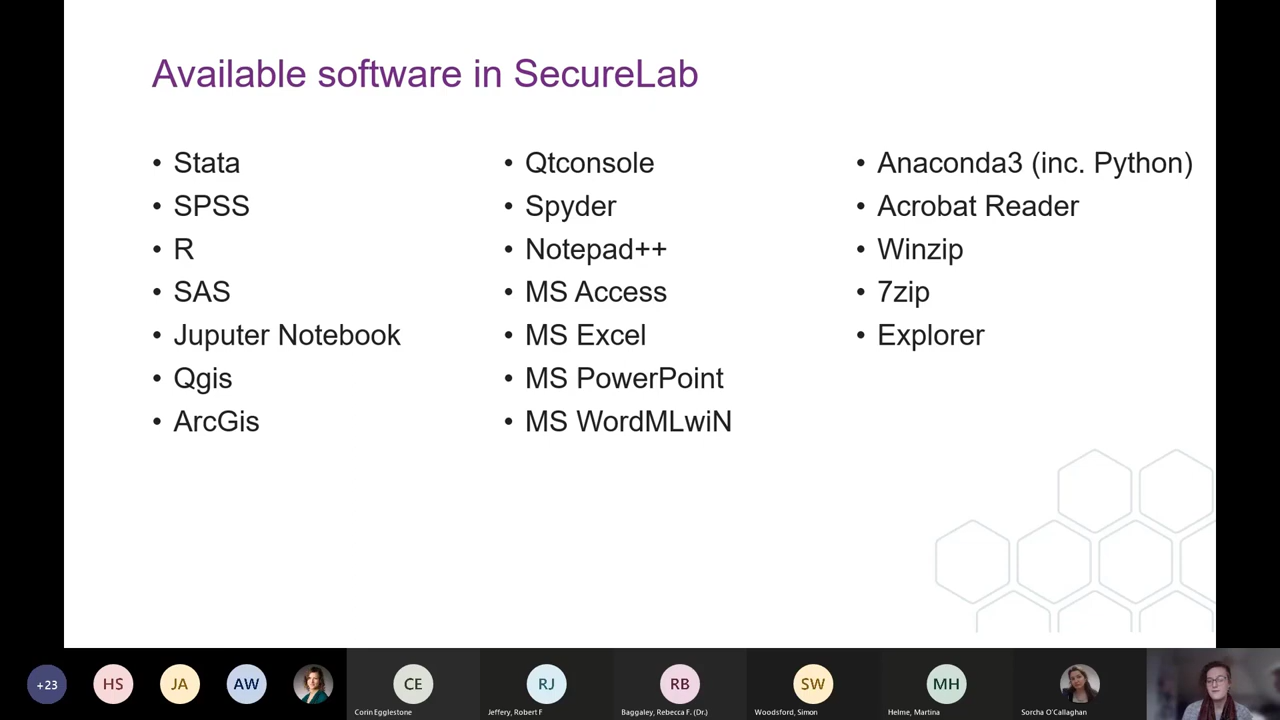 Available software in SecureLab
• Stata
• SPSS
• R
• SAS
• Juputer Notebook
• Qgis
• ArcGis
• Qtconsole
• Spyder
• Notepad++
• MS Access
• MS Excel
• MS PowerPoint
• MS WordMLwiN
• Anaconda3 (inc. Python)
• Acrobat Reader
• Winzip
• 7zip
• Explorer
+23
HS
JA
AW
CE
Corin Egglestone
RJ
Jeffery, Robert F
RB
Baggaley, Rebecca F. (Dr.)
SW
Woodsford, Simon
MH
Helme, Martina
Sorcha O'Callaghan